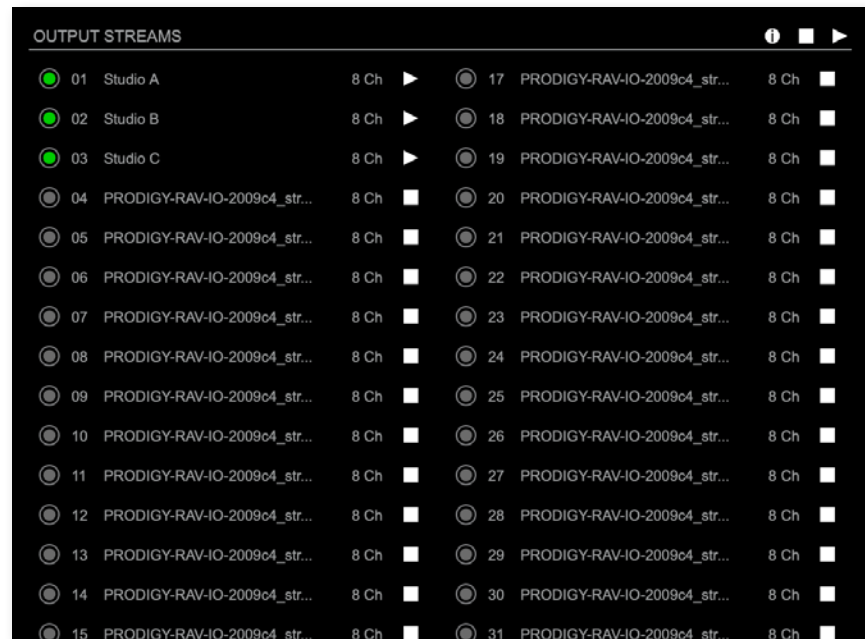 OUTPUT STREAMS
01 Studio A 8 Ch
02 Studio B 8 Ch
03 Studio C 8 Ch
04 PRODIGY-RAV-IO-2009c4_str... 8 Ch
05 PRODIGY-RAV-IO-2009c4_str... 8 Ch
06 PRODIGY-RAV-IO-2009c4_str... 8 Ch
07 PRODIGY-RAV-IO-2009c4_str... 8 Ch
08 PRODIGY-RAV-IO-2009c4_str... 8 Ch
09 PRODIGY-RAV-IO-2009c4_str... 8 Ch
10 PRODIGY-RAV-IO-2009c4_str... 8 Ch
11 PRODIGY-RAV-IO-2009c4_str... 8 Ch
12 PRODIGY-RAV-IO-2009c4_str... 8 Ch
13 PRODIGY-RAV-IO-2009c4_str... 8 Ch
14 PRODIGY-RAV-IO-2009c4_str... 8 Ch
15 PRODIGY-RAV-IO-2009c4_str... 8 Ch
17 PRODIGY-RAV-IO-2009c4_str... 8 Ch
18 PRODIGY-RAV-IO-2009c4_str... 8 Ch
19 PRODIGY-RAV-IO-2009c4_str... 8 Ch
20 PRODIGY-RAV-IO-2009c4_str... 8 Ch
21 PRODIGY-RAV-IO-2009c4_str... 8 Ch
22 PRODIGY-RAV-IO-2009c4_str... 8 Ch
23 PRODIGY-RAV-IO-2009c4_str... 8 Ch
24 PRODIGY-RAV-IO-2009c4_str... 8 Ch
25 PRODIGY-RAV-IO-2009c4_str... 8 Ch
26 PRODIGY-RAV-IO-2009c4_str... 8 Ch
27 PRODIGY-RAV-IO-2009c4_str... 8 Ch
28 PRODIGY-RAV-IO-2009c4_str... 8 Ch
29 PRODIGY-RAV-IO-2009c4_str... 8 Ch
30 PRODIGY-RAV-IO-2009c4_str... 8 Ch
31 PRODIGY-RAV-IO-2009c4_str... 8 Ch